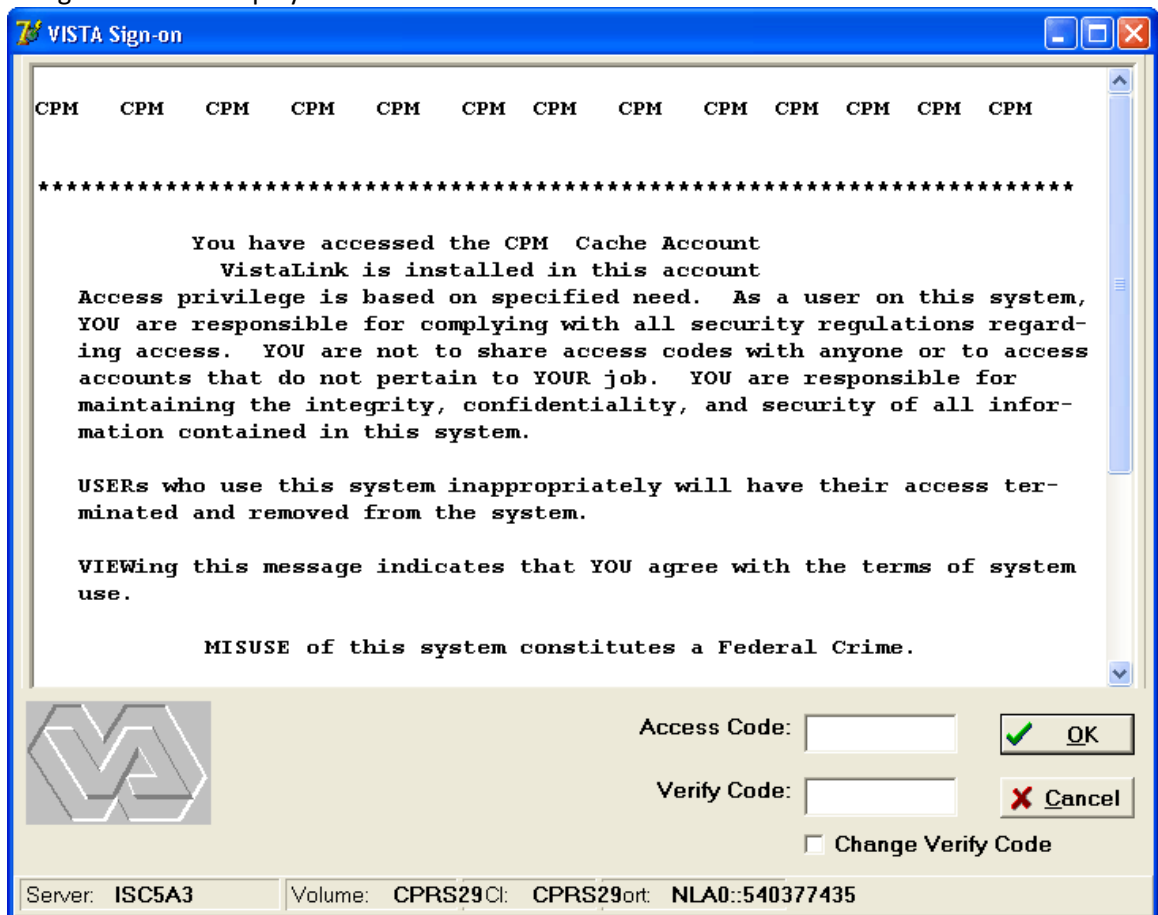 VISTA Sign-on
CPM CPM CPM CPM CPM CPM CPM CPM CPM CPM CPM CPM CPM
*************************************************************************
You have accessed the CPM Cache Account
VistaLink is installed in this account
Access privilege is based on specified need. As a user on this system,
YOU are responsible for complying with all security regulations regard-
ing access. YOU are not to share access codes with anyone or to access
accounts that do not pertain to YOUR job. YOU are responsible for
maintaining the integrity, confidentiality, and security of all infor-
mation contained in this system.
USERs who use this system inappropriately will have their access ter-
minated and removed from the system.
VIEWing this message indicates that YOU agree with the terms of system
use.
MISUSE of this system constitutes a Federal Crime.
Access Code:
OK
Verify Code:
Cancel
Change Verify Code
Server: ISC5A3 Volume: CPRS29 CI: CPRS29 ort: NLA0::540377435